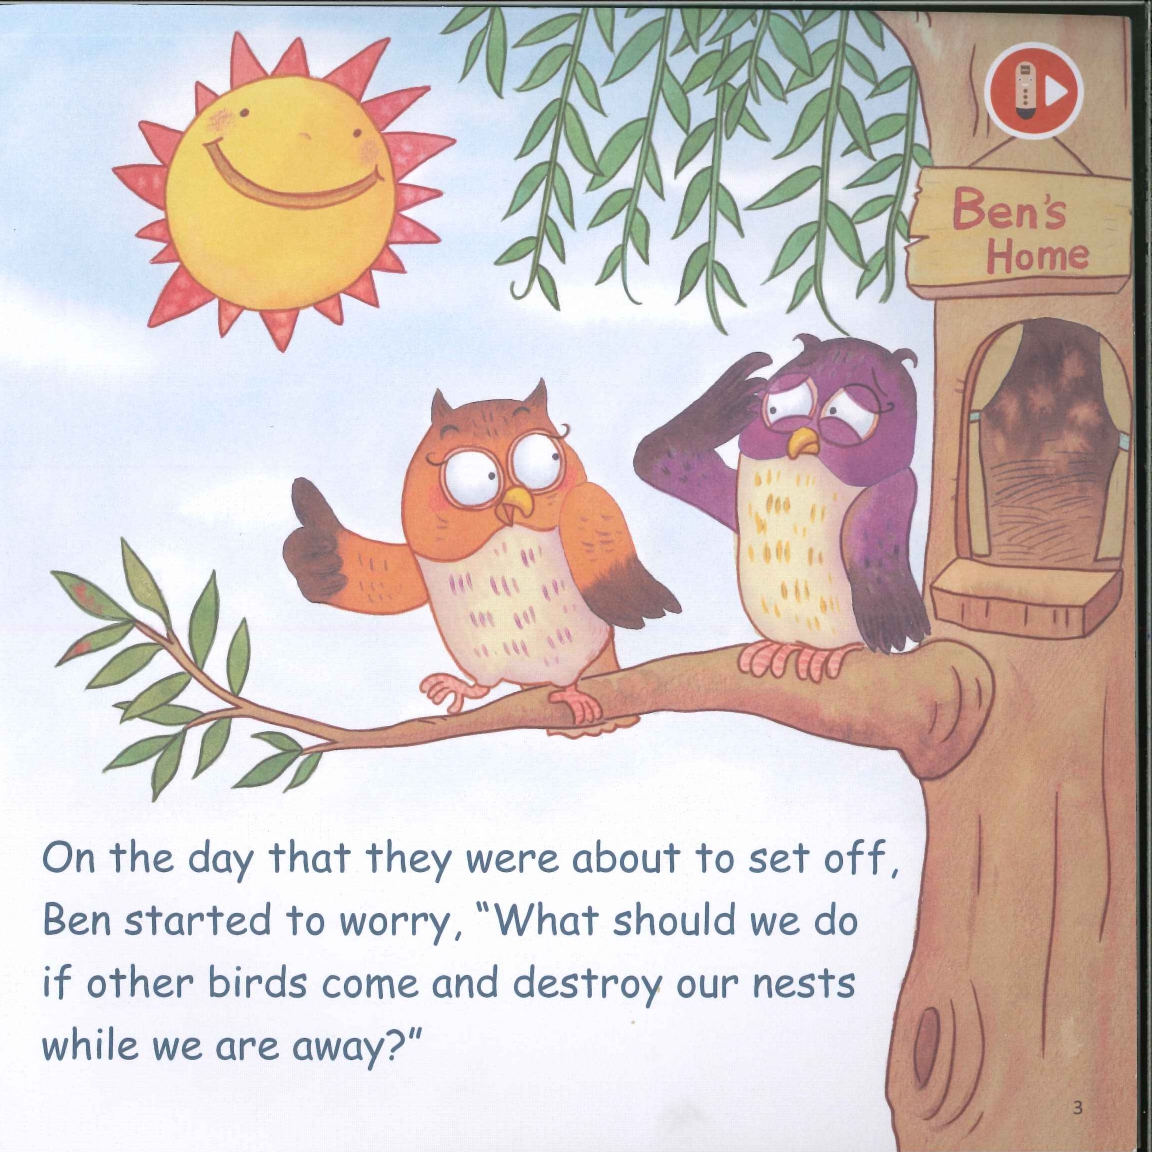 Ben's
Home
On the day that they were about to set off,
Ben started to worry, “What should we do
if other birds come and destroy our nests
while we are away?”
3